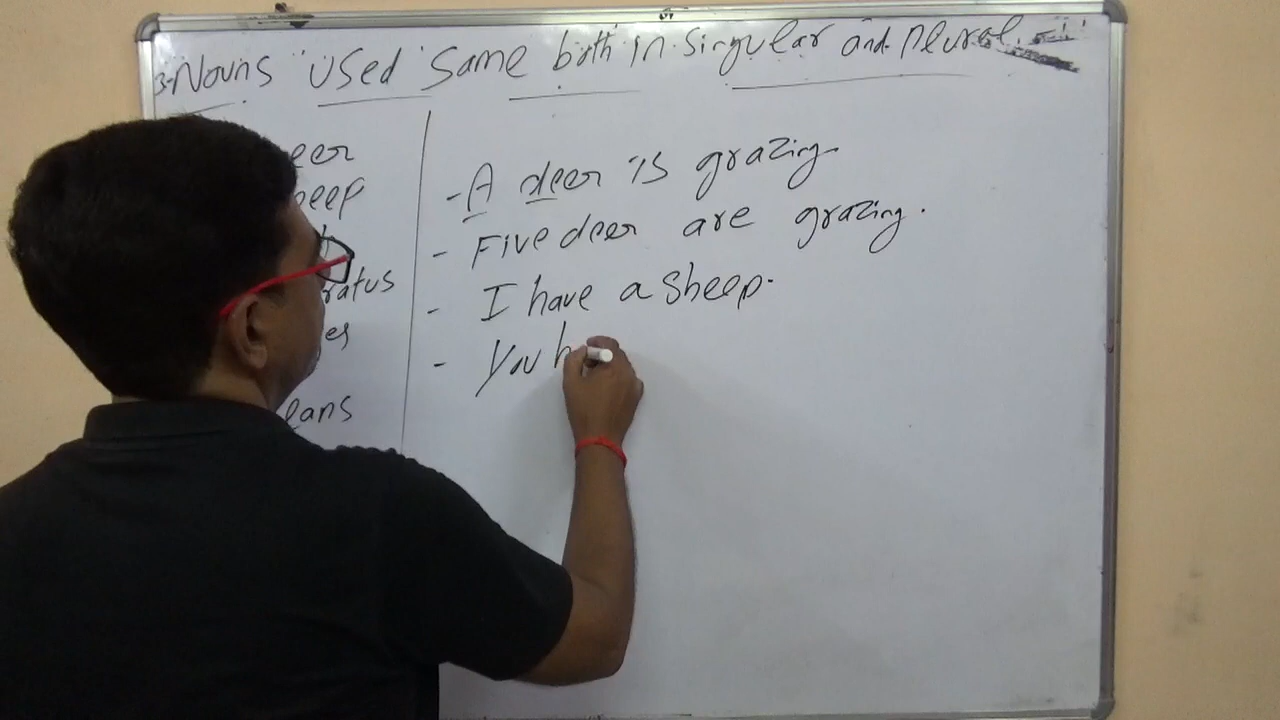 3. Nouns used same both in singular and plural
eer
heep
ratus
es
eans
- A deer is grazing.
- Five deer are grazing.
- I have a sheep.
- You h